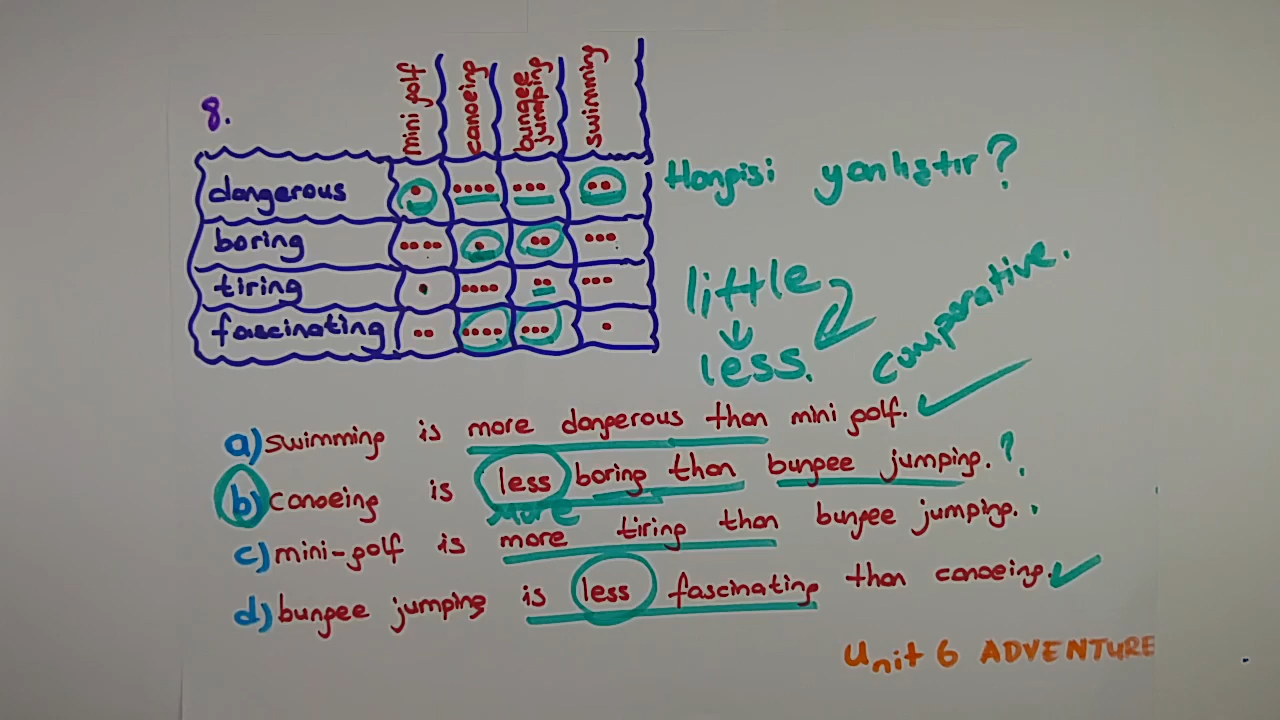 8.
mini golf
canoeing
bungee jumping
swimming
dangerous
boring
tiring
fascinating
Hangisi yanlıştır?
little
less.
comparative.
a) swimming is more dangerous than mini golf.
b) canoeing is less boring than bungee jumping. ?
more
c) mini-golf is more tiring than bungee jumping.
d) bungee jumping is less fascinating than canoeing.
Unit 6 ADVENTURE